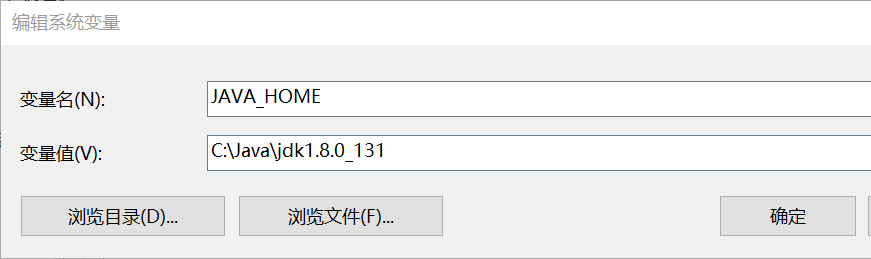 编辑系统变量
变量名(N):
JAVA_HOME
变量值(V):
C:\Java\jdk1.8.0_131
浏览目录(D)...
浏览文件(F)...
确定